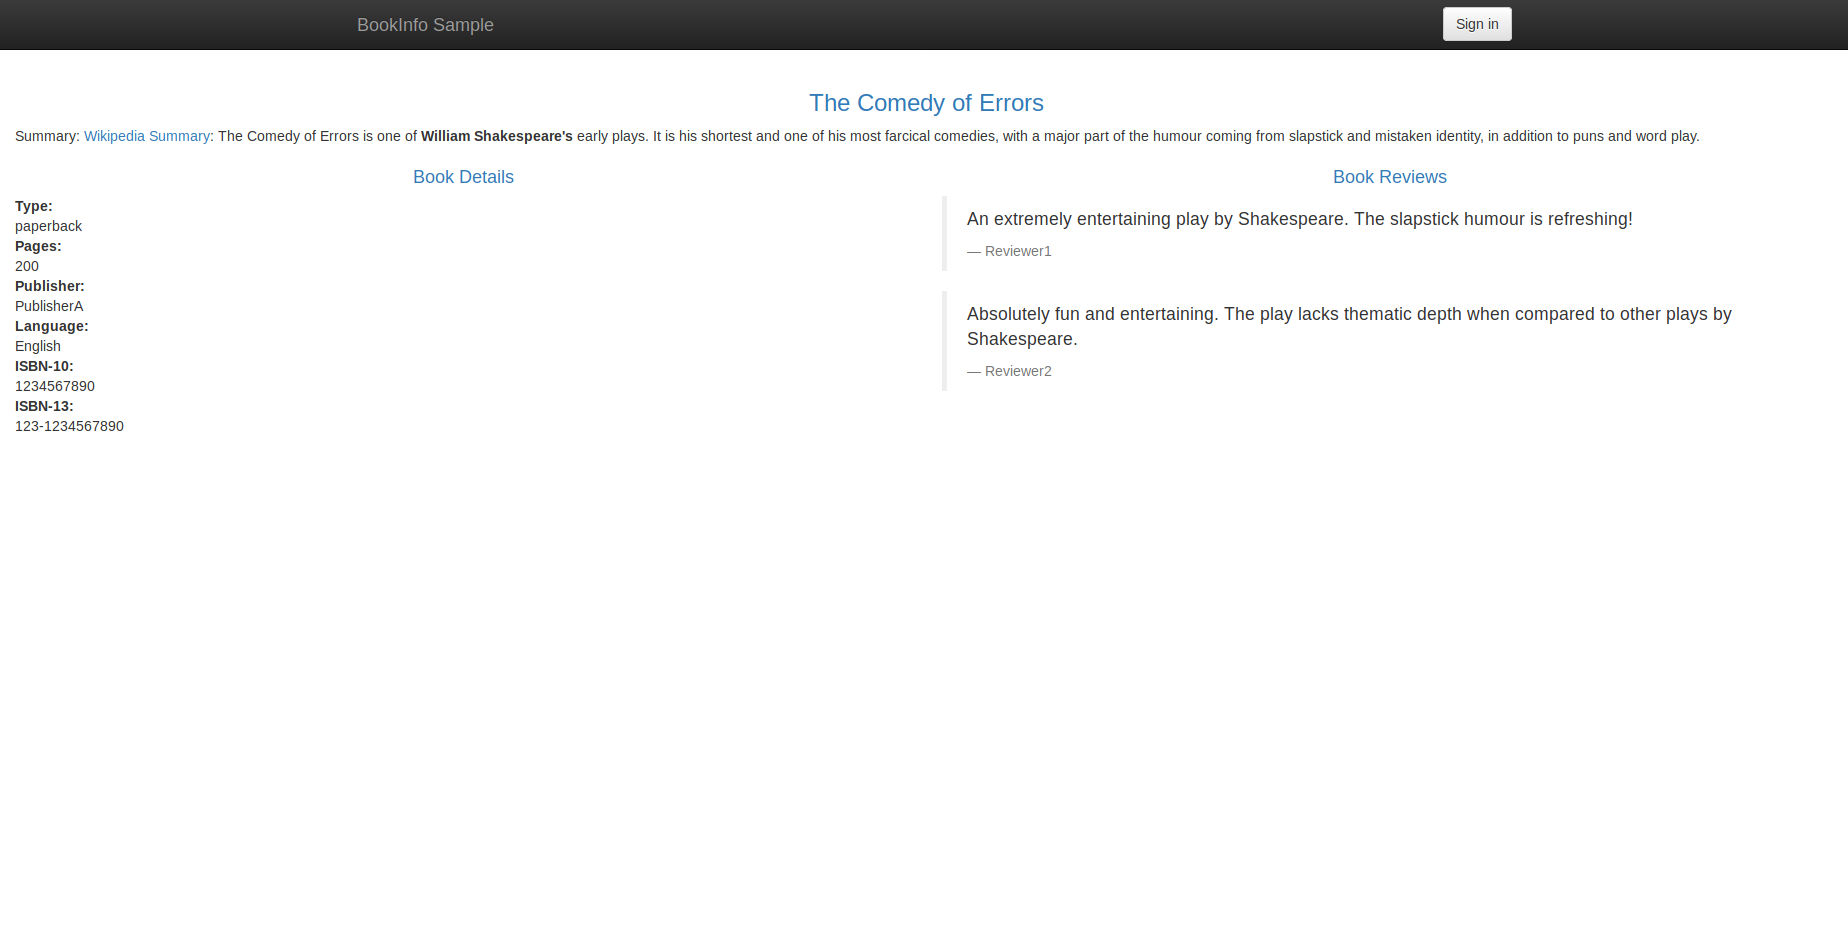 BookInfo Sample
Sign in
The Comedy of Errors
Summary: Wikipedia Summary: The Comedy of Errors is one of William Shakespeare's early plays. It is his shortest and one of his most farcical comedies, with a major part of the humour coming from slapstick and mistaken identity, in addition to puns and word play.
Book Details
Type:
paperback
Pages:
200
Publisher:
PublisherA
Language:
English
ISBN-10:
1234567890
ISBN-13:
123-1234567890
Book Reviews
An extremely entertaining play by Shakespeare. The slapstick humour is refreshing!
— Reviewer1
Absolutely fun and entertaining. The play lacks thematic depth when compared to other plays by
Shakespeare.
— Reviewer2